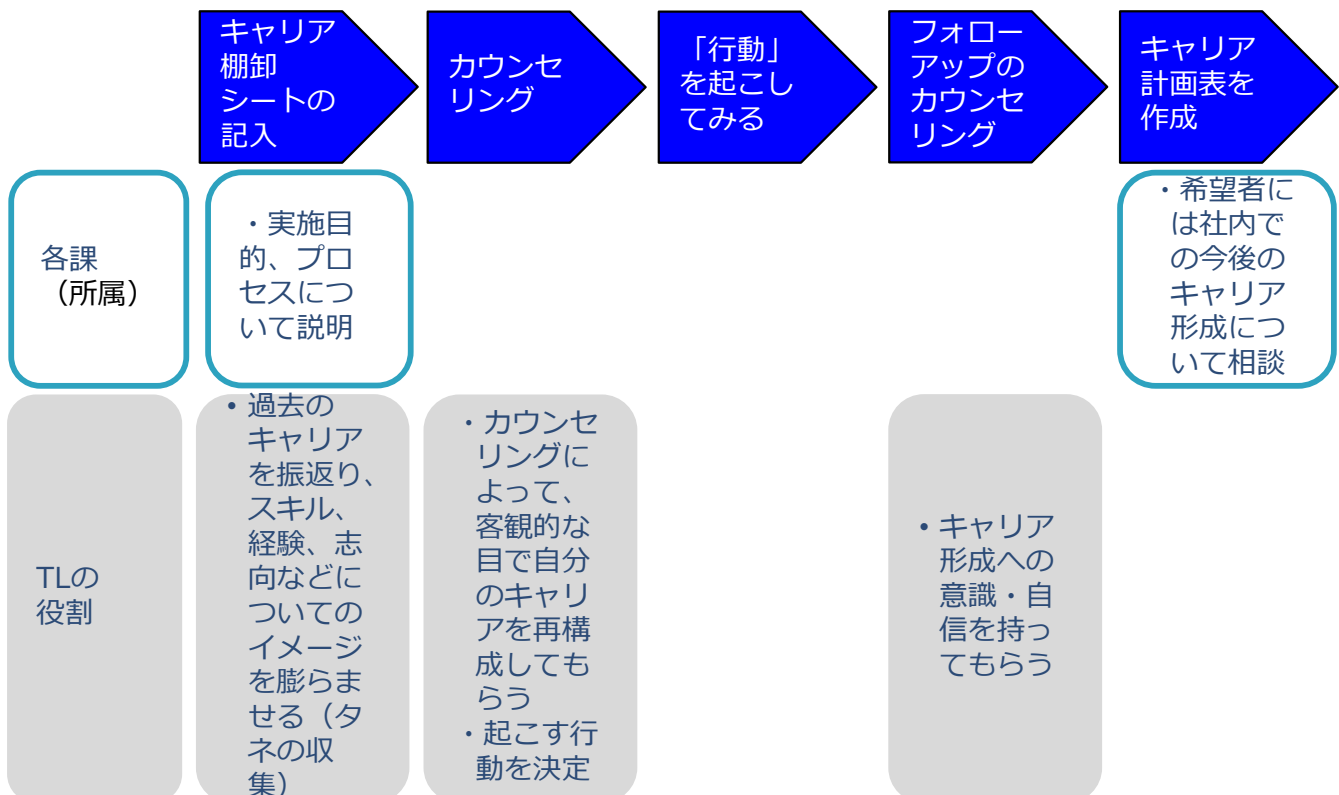 キャリア
棚卸
シートの
記入
カウンセ
リング
「行動」
を起こし
てみる
フォロー
アップの
カウンセ
リング
キャリア
計画表を
作成
各課
（所属）
・実施目
的、プロ
セスにつ
いて説明
・希望者に
は社内で
の今後の
キャリア
形成につ
いて相談
TLの
役割
• 過去の
キャリア
を振返り、
スキル、
経験、志
向などに
ついての
イメージ
を膨らま
せる（タ
ネの収
集）
・カウンセ
リングに
よって、
客観的な
目で自分
のキャリ
アを再構
成しても
らう
・起こす行
動を決定
• キャリア
形成への
意識・自
信を持っ
てもらう